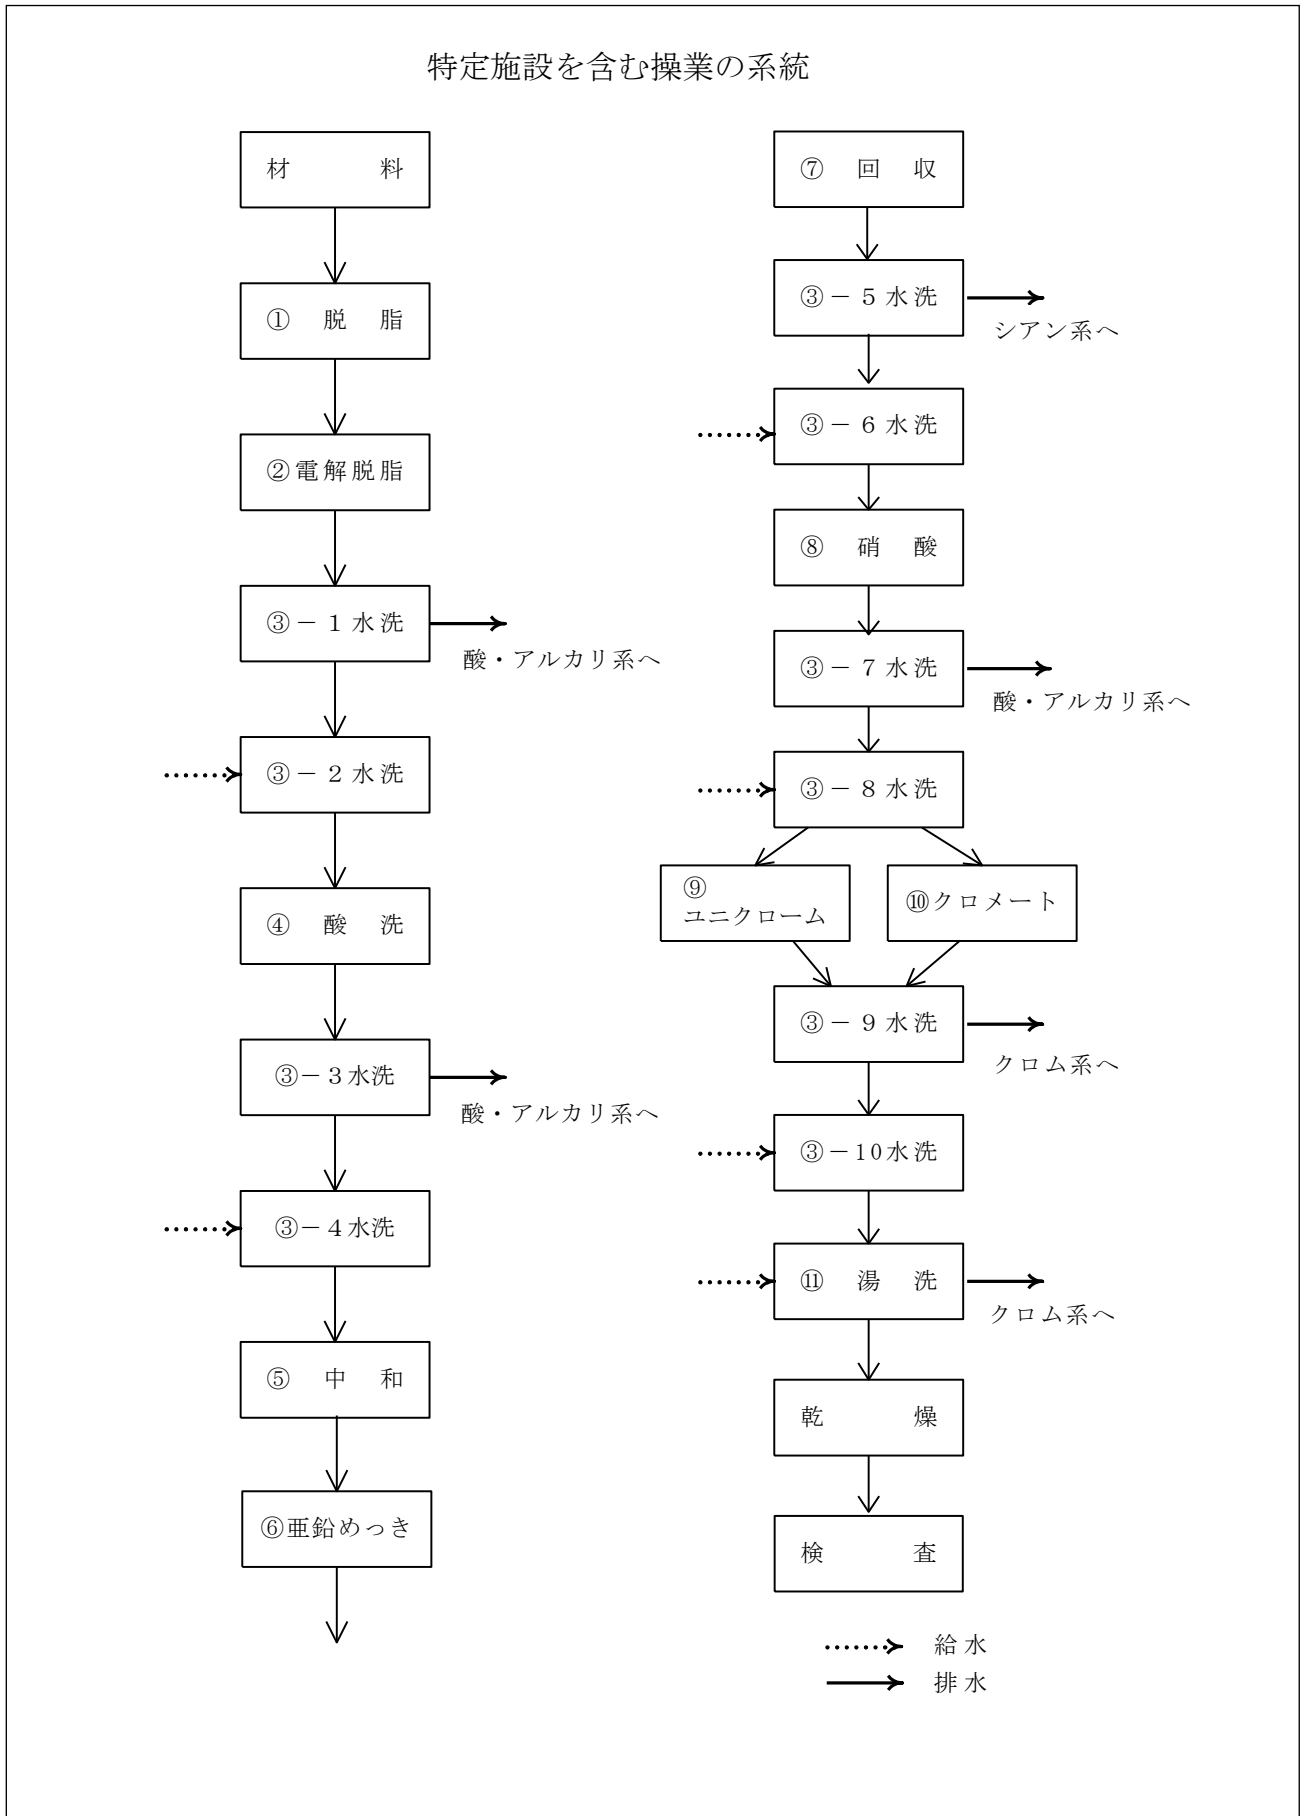 特定施設を含む操業の系統
材 料
① 脱 脂
②電解脱脂
③－１水洗
酸・アルカリ系へ
③－２水洗
④ 酸 洗
③－３水洗
酸・アルカリ系へ
③－４水洗
⑤ 中 和
⑥亜鉛めっき
⑦ 回 収
③－５水洗
シアン系へ
③－６水洗
⑧ 硝 酸
③－７水洗
酸・アルカリ系へ
③－８水洗
⑨
ユニクローム
⑩クロメート
③－９水洗
クロム系へ
③－10水洗
⑪ 湯 洗
クロム系へ
乾 燥
検 査
給水
排水